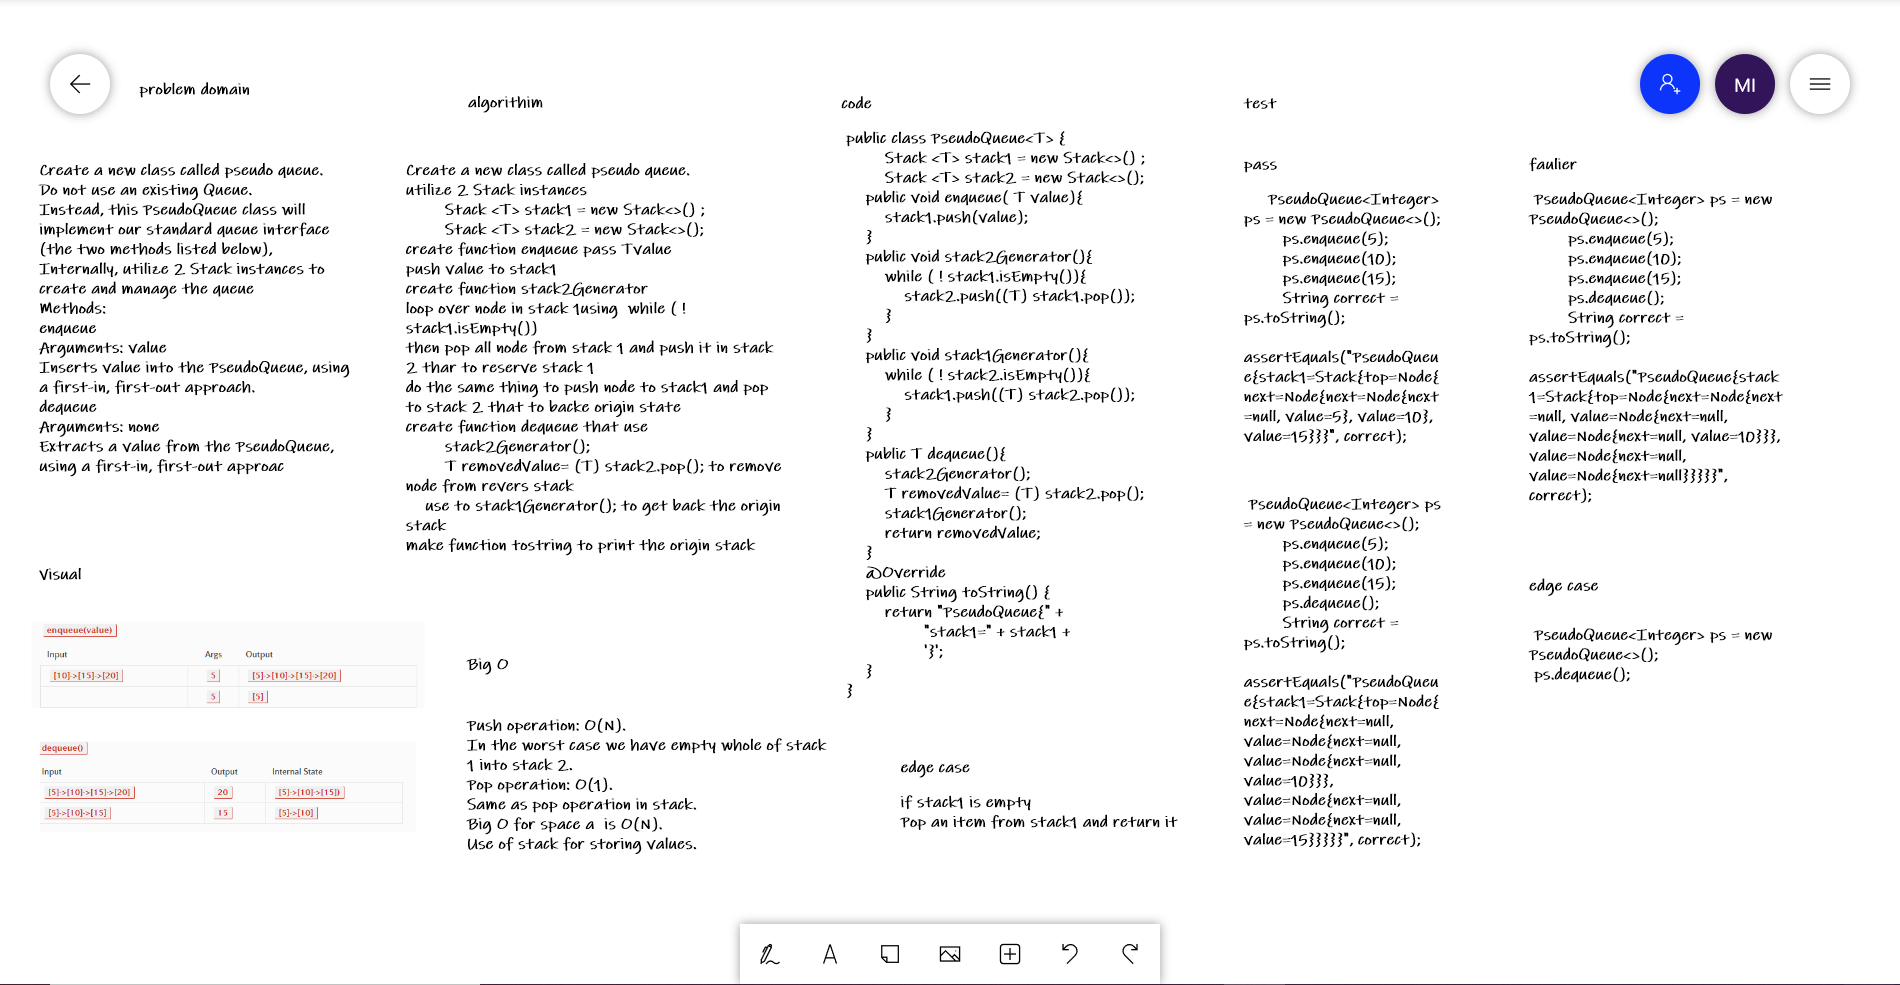 problem domain
Create a new class called pseudo queue.
Do not use an existing Queue.
Instead, this PseudoQueue class will
implement our standard queue interface
(the two methods listed below),
Internally, utilize 2 Stack instances to
create and manage the queue
Methods:
enqueue
Arguments: value
Inserts value into the PseudoQueue, using
a first-in, first-out approach.
dequeue
Arguments: none
Extracts a value from the PseudoQueue,
using a first-in, first-out approac
Visual
enqueue(value)
Input Args Output
[10]->[15]->[20] 5 [5]->[10]->[15]->[20]
5 [5]
dequeue()
Input Output Internal State
[5]->[10]->[15]->[20] 20 [5]->[10]->[15])
[5]->[10]->[15] 15 [5]->[10]
algorithim
Create a new class called pseudo queue.
utilize 2 Stack instances
Stack <T> stack1 = new Stack<>() ;
Stack <T> stack2 = new Stack<>();
create function enqueue pass Tvalue
push value to stack1
create function stack2Generator
loop over node in stack 1using while ( !
stack1.isEmpty())
then pop all node from stack 1 and push it in stack
2 thar to reserve stack 1
do the same thing to push node to stack1 and pop
to stack 2 that to backe origin state
create function dequeue that use
stack2Generator();
T removedValue= (T) stack2.pop(); to remove
node from revers stack
use to stack1Generator(); to get back the origin
stack
make function tostring to print the origin stack
Big O
Push operation: O(N).
In the worst case we have empty whole of stack
1 into stack 2.
Pop operation: O(1).
Same as pop operation in stack.
Big O for space a is O(N).
Use of stack for storing values.
code
public class PseudoQueue<T> {
Stack <T> stack1 = new Stack<>() ;
Stack <T> stack2 = new Stack<>();
public void enqueue( T value){
stack1.push(value);
}
public void stack2Generator(){
while ( ! stack1.isEmpty()){
stack2.push((T) stack1.pop());
}
}
public void stack1Generator(){
while ( ! stack2.isEmpty()){
stack1.push((T) stack2.pop());
}
}
public T dequeue(){
stack2Generator();
T removedValue= (T) stack2.pop();
stack1Generator();
return removedValue;
}
@Override
public String toString() {
return "PseudoQueue{" +
"stack1=" + stack1 +
'}';
}
}
edge case
if stack1 is empty
Pop an item from stack1 and return it
test
pass
PseudoQueue<Integer>
ps = new PseudoQueue<>();
ps.enqueue(5);
ps.enqueue(10);
ps.enqueue(15);
String correct =
ps.toString();
assertEquals("PseudoQueu
e{stack1=Stack{top=Node{
next=Node{next=Node{next
=null, value=5}, value=10},
value=15}}}", correct);
PseudoQueue<Integer> ps
= new PseudoQueue<>();
ps.enqueue(5);
ps.enqueue(10);
ps.enqueue(15);
ps.dequeue();
String correct =
ps.toString();
assertEquals("PseudoQueu
e{stack1=Stack{top=Node{
next=Node{next=null,
value=Node{next=null,
value=Node{next=null,
value=10}}},
value=Node{next=null,
value=Node{next=null,
value=15}}}}}", correct);
faulier
PseudoQueue<Integer> ps = new
PseudoQueue<>();
ps.enqueue(5);
ps.enqueue(10);
ps.enqueue(15);
ps.dequeue();
String correct =
ps.toString();
assertEquals("PseudoQueue{stack
1=Stack{top=Node{next=Node{next
=null, value=Node{next=null,
value=Node{next=null, value=10}}},
value=Node{next=null,
value=Node{next=null}}}}}",
correct);
edge case
PseudoQueue<Integer> ps = new
PseudoQueue<>();
ps.dequeue();
MI
A